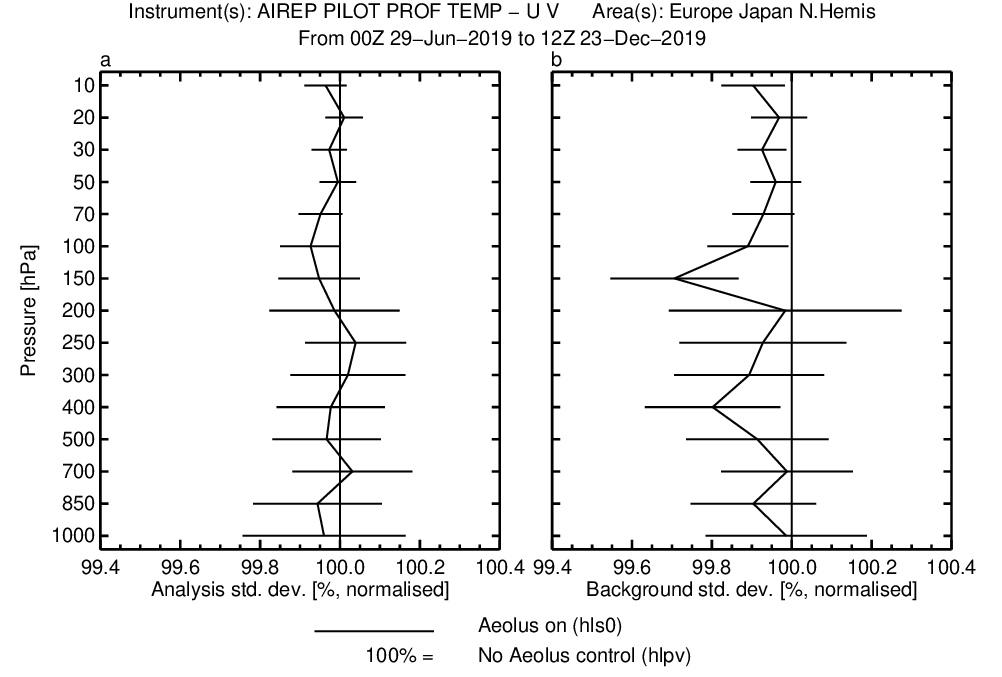 Instrument(s): AIREP PILOT PROF TEMP – U V Area(s): Europe Japan N.Hemis
From 00Z 29–Jun–2019 to 12Z 23–Dec–2019
a
b
10
20
30
50
70
100
150
200
250
300
400
500
700
850
1000
Pressure [hPa]
99.4 99.6 99.8 100.0 100.2 100.4
99.4 99.6 99.8 100.0 100.2 100.4
Analysis std. dev. [%, normalised]
Background std. dev. [%, normalised]
Aeolus on (hls0)
100% = No Aeolus control (hlpv)